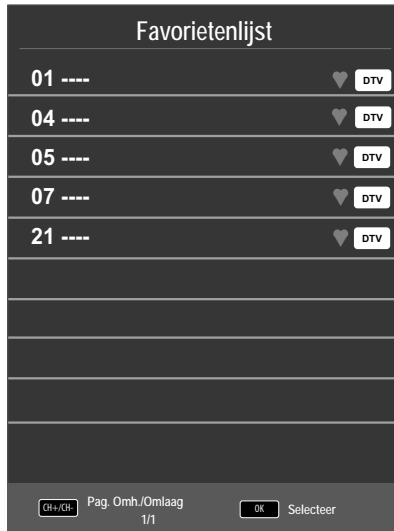 Favorietenlijst
01 ---- DTV
04 ---- DTV
05 ---- DTV
07 ---- DTV
21 ---- DTV
CH+/CH- Pag. Omh./Omlaag OK Selecteer
1/1